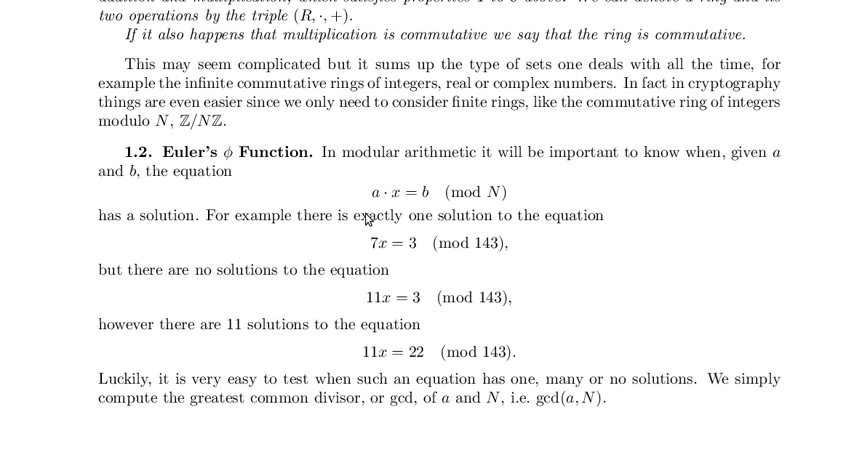 two operations by the triple (R, ·, +).
If it also happens that multiplication is commutative we say that the ring is commutative.
This may seem complicated but it sums up the type of sets one deals with all the time, for
example the infinite commutative rings of integers, real or complex numbers. In fact in cryptography
things are even easier since we only need to consider finite rings, like the commutative ring of integers
modulo N, ℤ/Nℤ.
1.2. Euler's ϕ Function. In modular arithmetic it will be important to know when, given a
and b, the equation
a · x = b (mod N)
has a solution. For example there is exactly one solution to the equation
7x = 3 (mod 143),
but there are no solutions to the equation
11x = 3 (mod 143),
however there are 11 solutions to the equation
11x = 22 (mod 143).
Luckily, it is very easy to test when such an equation has one, many or no solutions. We simply
compute the greatest common divisor, or gcd, of a and N, i.e. gcd(a, N).